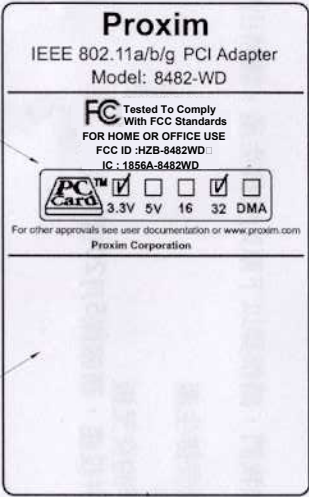 Proxim
IEEE 802.11a/b/g PCI Adapter
Model: 8482-WD
FC Tested To Comply
With FCC Standards
FOR HOME OR OFFICE USE
FCC ID :HZB-8482WD
IC : 1856A-8482WD
PC Card TM
3.3V 5V 16 32 DMA
For other approvals see user documentation or www.proxim.com
Proxim Corporation